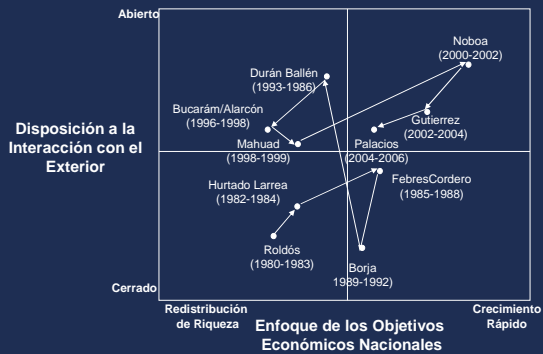 Abierto
Noboa
(2000-2002)
Durán Ballén
(1993-1986)
Bucarám/Alarcón
(1996-1998)
Gutierrez
(2002-2004)
Disposición a la
Interacción con el
Exterior
Mahuad
(1998-1999)
Palacios
(2004-2006)
Hurtado Larrea
(1982-1984)
FebresCordero
(1985-1988)
Roldós
(1980-1983)
Borja
1989-1992)
Cerrado
Redistribución
de Riqueza
Enfoque de los Objetivos
Económicos Nacionales
Crecimiento
Rápido